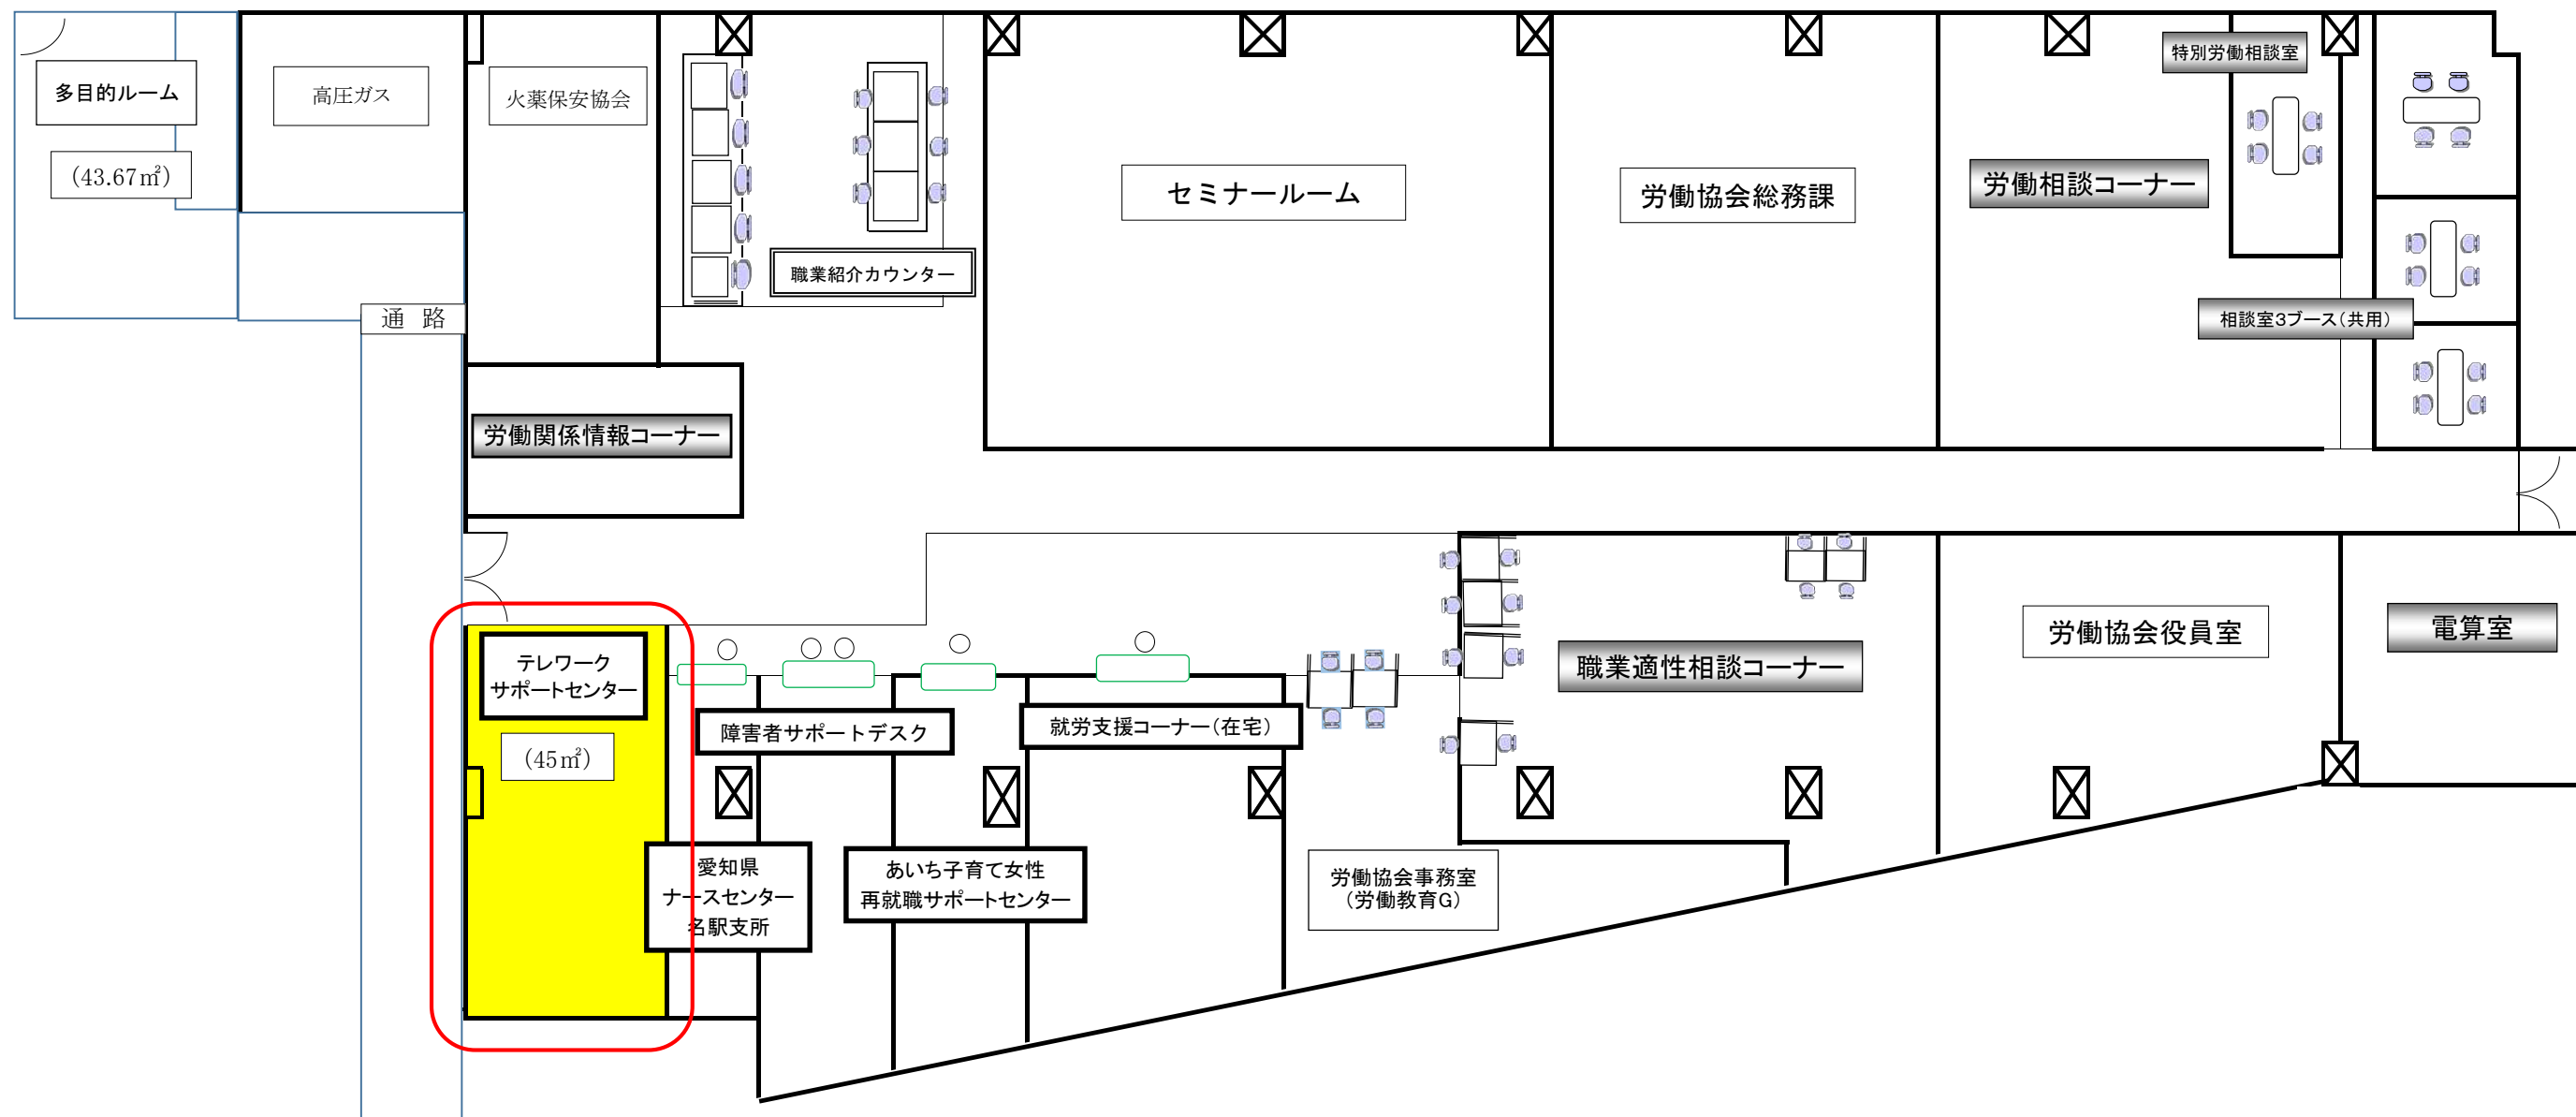 多目的ルーム
(43.67㎡)
高圧ガス
火薬保安協会
職業紹介カウンター
セミナールーム
労働協会総務課
労働相談コーナー
特別労働相談室
相談室3ブース(共用)
通 路
労働関係情報コーナー
テレワーク
サポートセンター
(45㎡)
障害者サポートデスク
就労支援コーナー(在宅)
職業適性相談コーナー
労働協会役員室
電算室
愛知県
ナースセンター
名駅支所
あいち子育て女性
再就職サポートセンター
労働協会事務室
(労働教育G)